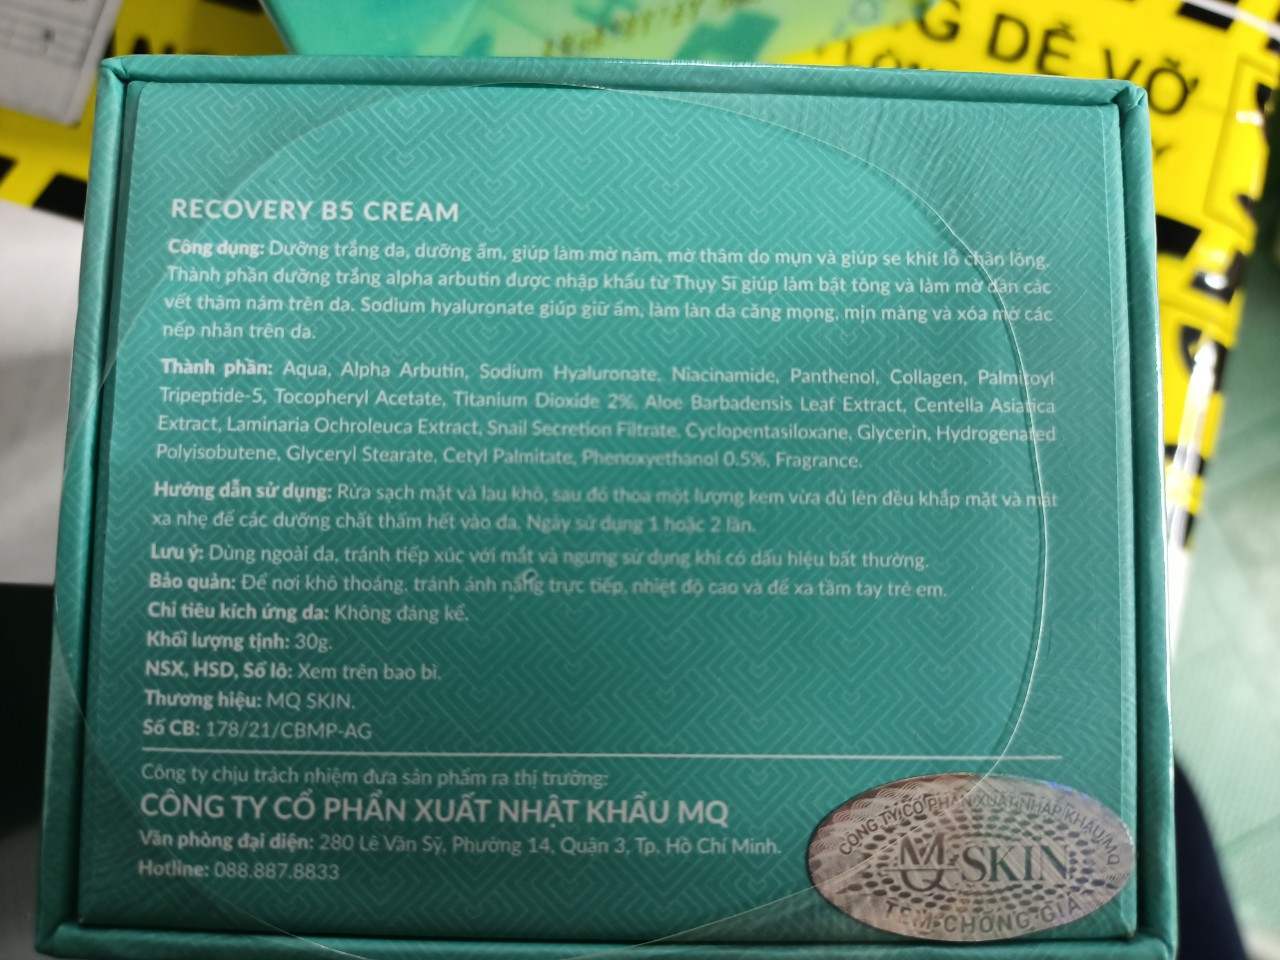 G DỄ VỠ
RECOVERY B5 CREAM
Công dụng: Dưỡng trắng da, dưỡng ẩm, giúp làm mờ nám, mờ thâm do mụn và giúp se khít lỗ chân lông.
Thành phần dưỡng trắng alpha arbutin được nhập khẩu từ Thụy Sĩ giúp làm bật tông và làm mờ dần các
vết thâm nám trên da. Sodium hyaluronate giúp giữ ẩm, làm làn da căng mọng, mịn màng và xóa mờ các
nếp nhăn trên da.
Thành phần: Aqua, Alpha Arbutin, Sodium Hyaluronate, Niacinamide, Panthenol, Collagen, Palmitoyl
Tripeptide-5, Tocopheryl Acetate, Titanium Dioxide 2%, Aloe Barbadensis Leaf Extract, Centella Asiatica
Extract, Laminaria Ochroleuca Extract, Snail Secretion Filtrate, Cyclopentasiloxane, Glycerin, Hydrogenated
Polyisobutene, Glyceryl Stearate, Cetyl Palmitate, Phenoxyethanol 0.5%, Fragrance.
Hướng dẫn sử dụng: Rửa sạch mặt và lau khô, sau đó thoa một lượng kem vừa đủ lên đều khắp mặt và mát
xa nhẹ để các dưỡng chất thấm hết vào da. Ngày sử dụng 1 hoặc 2 lần.
Lưu ý: Dùng ngoài da, tránh tiếp xúc với mắt và ngưng sử dụng khi có dấu hiệu bất thường.
Bảo quản: Để nơi khô thoáng, tránh ánh nắng trực tiếp, nhiệt độ cao và để xa tầm tay trẻ em.
Chỉ tiêu kích ứng da: Không đáng kể.
Khối lượng tịnh: 30g.
NSX, HSD, Số lô: Xem trên bao bì.
Thương hiệu: MQ SKIN.
Số CB: 178/21/CBMP-AG
Công ty chịu trách nhiệm đưa sản phẩm ra thị trường:
CÔNG TY CỔ PHẨN XUẤT NHẬT KHẨU MQ
Văn phòng đại diện: 280 Lê Văn Sỹ, Phường 14, Quận 3, Tp. Hồ Chí Minh.
Hotline: 088.887.8833
CÔNG TY CỔ PHẦN XUẤT NHẬP KHẨU MQ
MQ SKIN
TEM CHỐNG GIẢ